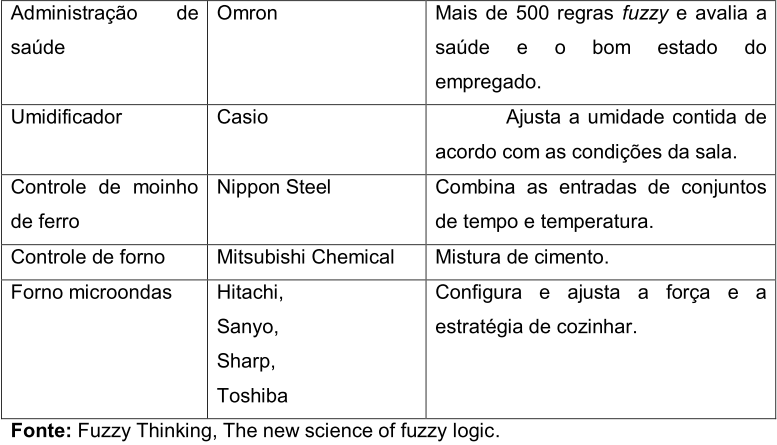 Administração de saúde
Omron
Mais de 500 regras fuzzy e avalia a
saúde e o bom estado do
empregado.
Umidificador
Casio
Ajusta a umidade contida de
acordo com as condições da sala.
Controle de moinho
de ferro
Nippon Steel
Combina as entradas de conjuntos
de tempo e temperatura.
Controle de forno
Mitsubishi Chemical
Mistura de cimento.
Forno microondas
Hitachi,
Sanyo,
Sharp,
Toshiba
Configura e ajusta a força e a
estratégia de cozinhar.
Fonte: Fuzzy Thinking, The new science of fuzzy logic.